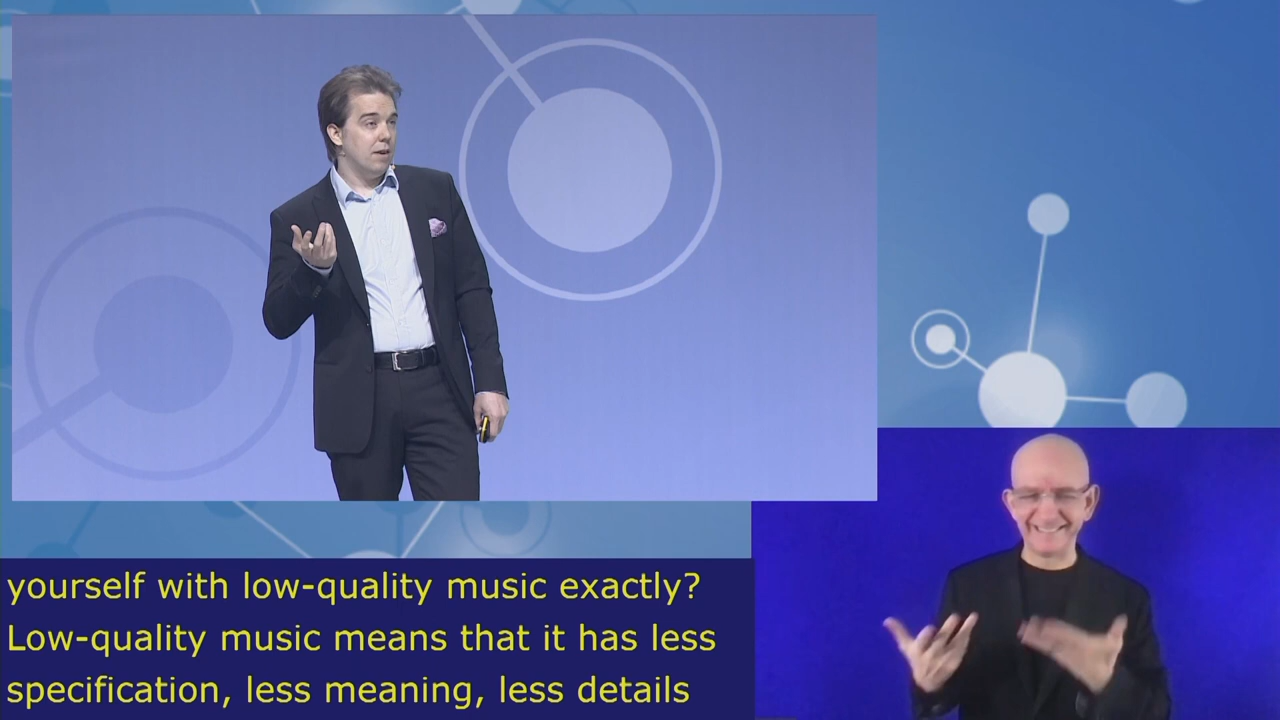 yourself with low-quality music exactly?
Low-quality music means that it has less
specification, less meaning, less details